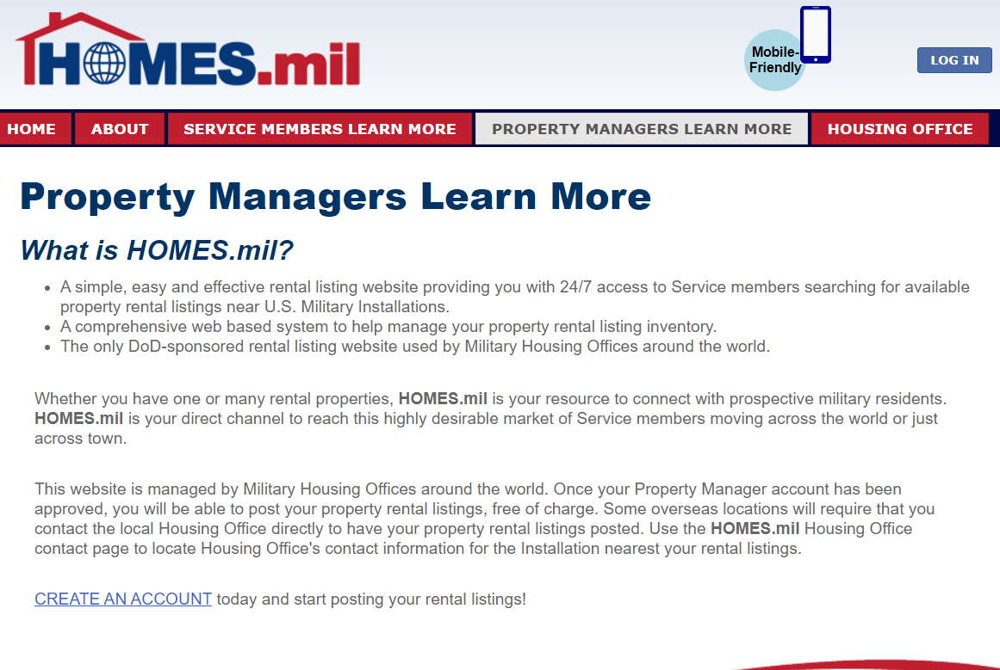 HOMES.mil
Mobile-
Friendly
LOG IN
HOME ABOUT SERVICE MEMBERS LEARN MORE PROPERTY MANAGERS LEARN MORE HOUSING OFFICE
Property Managers Learn More
What is HOMES.mil?
• A simple, easy and effective rental listing website providing you with 24/7 access to Service members searching for available
property rental listings near U.S. Military Installations.
• A comprehensive web based system to help manage your property rental listing inventory.
• The only DoD-sponsored rental listing website used by Military Housing Offices around the world.
Whether you have one or many rental properties, HOMES.mil is your resource to connect with prospective military residents.
HOMES.mil is your direct channel to reach this highly desirable market of Service members moving across the world or just
across town.
This website is managed by Military Housing Offices around the world. Once your Property Manager account has been
approved, you will be able to post your property rental listings, free of charge. Some overseas locations will require that you
contact the local Housing Office directly to have your property rental listings posted. Use the HOMES.mil Housing Office
contact page to locate Housing Office's contact information for the Installation nearest your rental listings.
CREATE AN ACCOUNT today and start posting your rental listings!